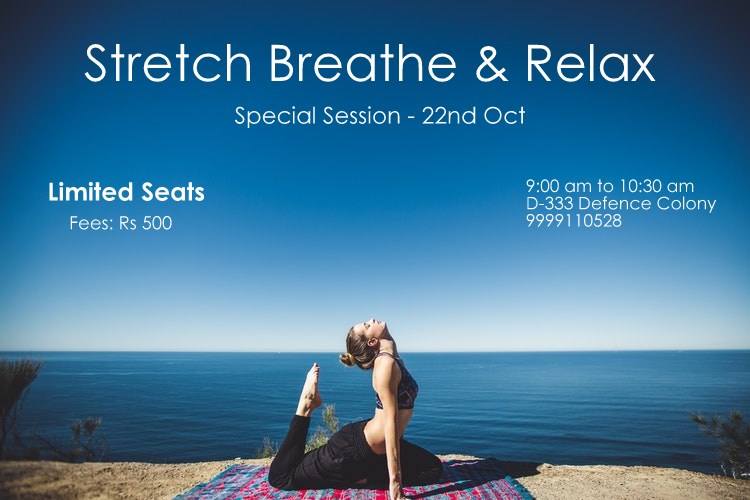 Stretch Breathe & Relax
Special Session - 22nd Oct
Limited Seats
Fees: Rs 500
9:00 am to 10:30 am
D-333 Defence Colony
9999110528